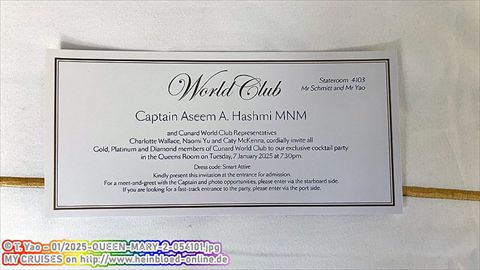 World Club
Stateroom 4103
Mr Schmitt and Mr Yao
Captain Aseem A. Hashmi MNM
and Cunard World Club Representatives
Charlotte Wallace, Naomi Yu and Caty McKenna, cordially invite all
Gold, Platinum and Diamond members of Cunard World Club to our exclusive cocktail party
in the Queens Room on Tuesday, 7 January 2025 at 7.30pm.
Dress code: Smart Attire
Kindly present this invitation at the entrance for admission.
For a meet-and-greet with the Captain and photo opportunities, please enter via the starboard side.
If you are looking for a fast-track entrance to the party, please enter via the port side.
©T. Yao - 01/2025-QUEEN-MARY-2-054101.jpg
MY CRUISES on http://www.heinbloed-online.de